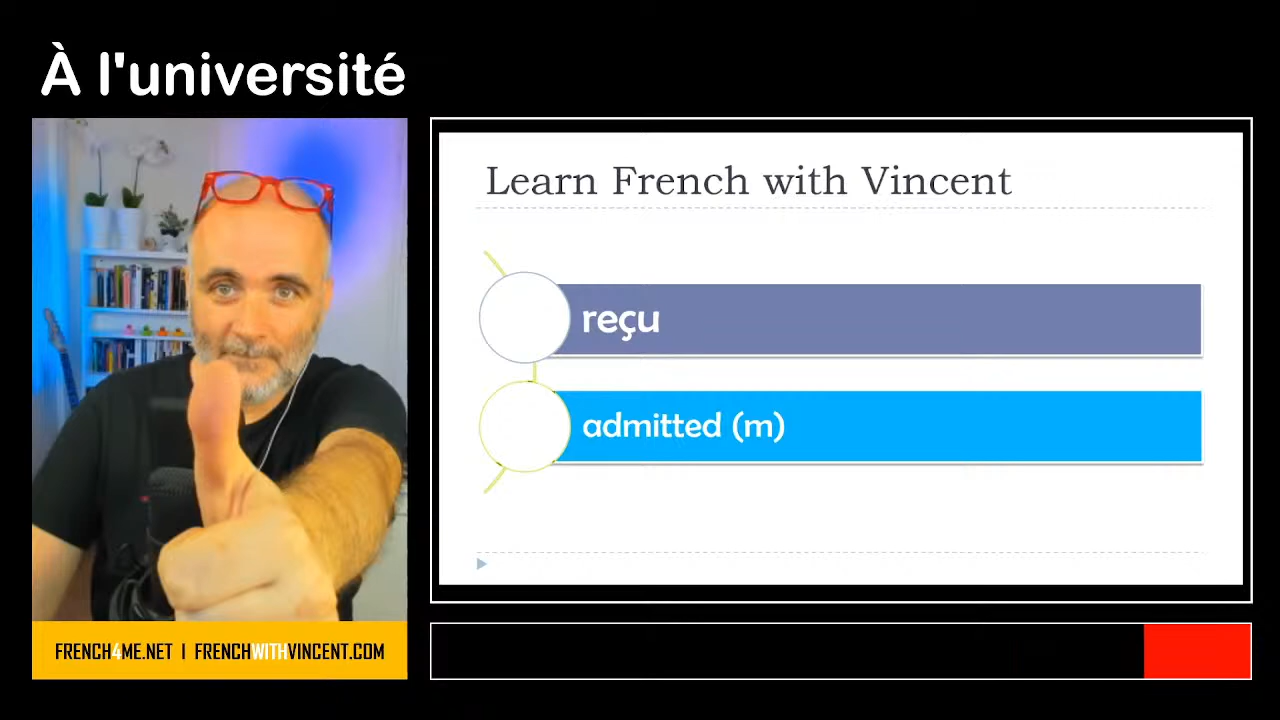 À l'université
Learn French with Vincent
reçu
admitted (m)
FRENCH4ME.NET | FRENCHWITHVINCENT.COM